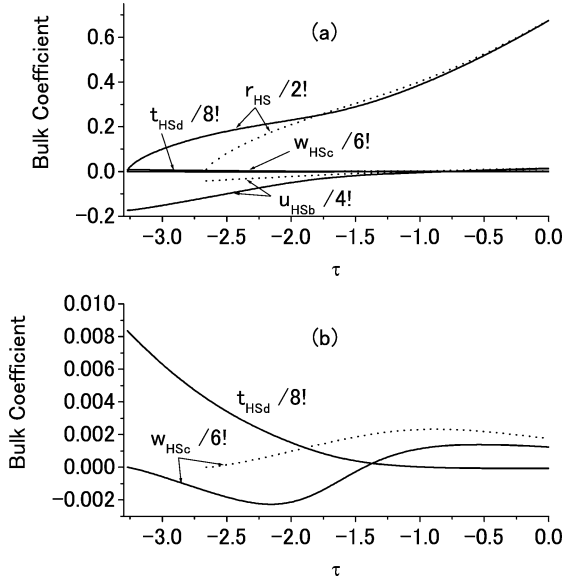 (a)
Bulk Coefficient
0.6
0.4
0.2
0.0
-0.2
r_HS /2!
t_HSd /8!
w_HSc /6!
u_HSb /4!
-3.0 -2.5 -2.0 -1.5 -1.0 -0.5 0.0
τ
(b)
Bulk Coefficient
0.010
0.008
0.006
0.004
0.002
0.000
-0.002
t_HSd /8!
w_HSc /6!
-3.0 -2.5 -2.0 -1.5 -1.0 -0.5 0.0
τ